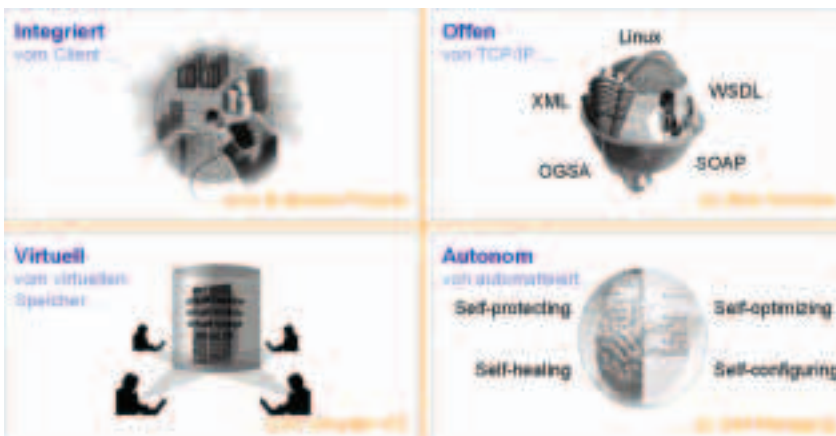 Integriert
vom Client ...
Offen
von TCP/IP ...
Linux
XML
WSDL
OGSA
SOAP
Virtuell
vom virtuellen
Speicher ...
Autonom
von automatisiert
Self-protecting
Self-optimizing
Self-healing
Self-configuring